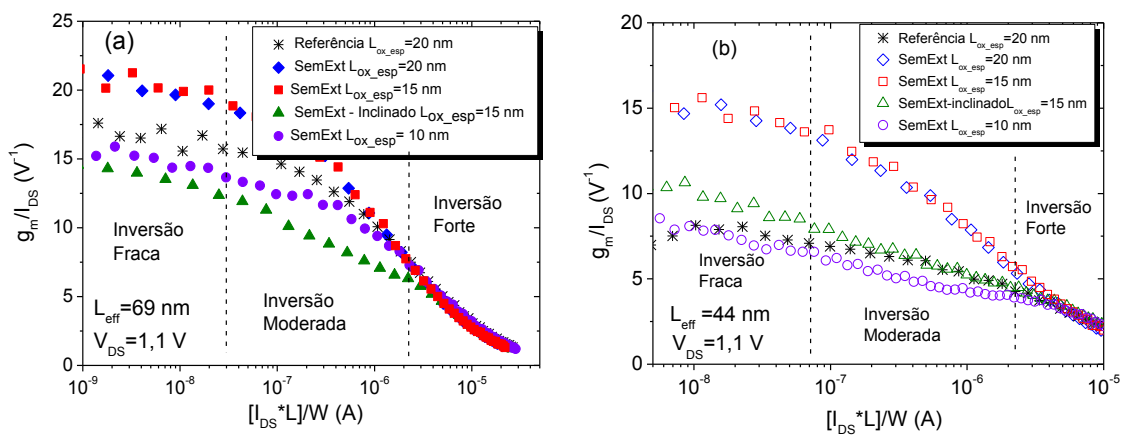 (a)
Referência L_ox_esp=20 nm
SemExt L_ox_esp=20 nm
SemExt L_ox_esp=15 nm
SemExt - Inclinado L_ox_esp=15 nm
SemExt L_ox_esp= 10 nm
g_m/I_DS (V^-1)
25
20
15
10
5
0
Inversão
Fraca
Inversão
Moderada
Inversão
Forte
L_eff=69 nm
V_DS=1,1 V
10^-9
10^-8
10^-7
10^-6
10^-5
[I_DS*L]/W (A)
(b)
Referência L_ox_esp=20 nm
SemExt L_ox_esp=20 nm
SemExt L_ox_esp=15 nm
SemExt-inclinadoL_ox_esp=15 nm
SemExt L_ox_esp=10 nm
g_m/I_DS (V^-1)
20
15
10
5
0
Inversão
Fraca
Inversão
Moderada
Inversão
Forte
L_eff=44 nm
V_DS=1,1 V
10^-8
10^-7
10^-6
10^-5
[I_DS*L]/W (A)